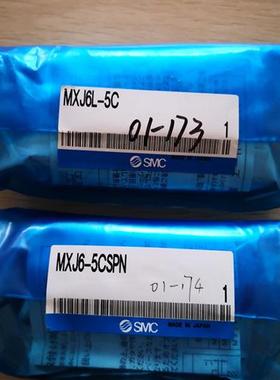 MXJ6L-5C
01-173
1
SMC
MXJ6-5CSPN
01-174
1
SMC
MADE IN JAPAN